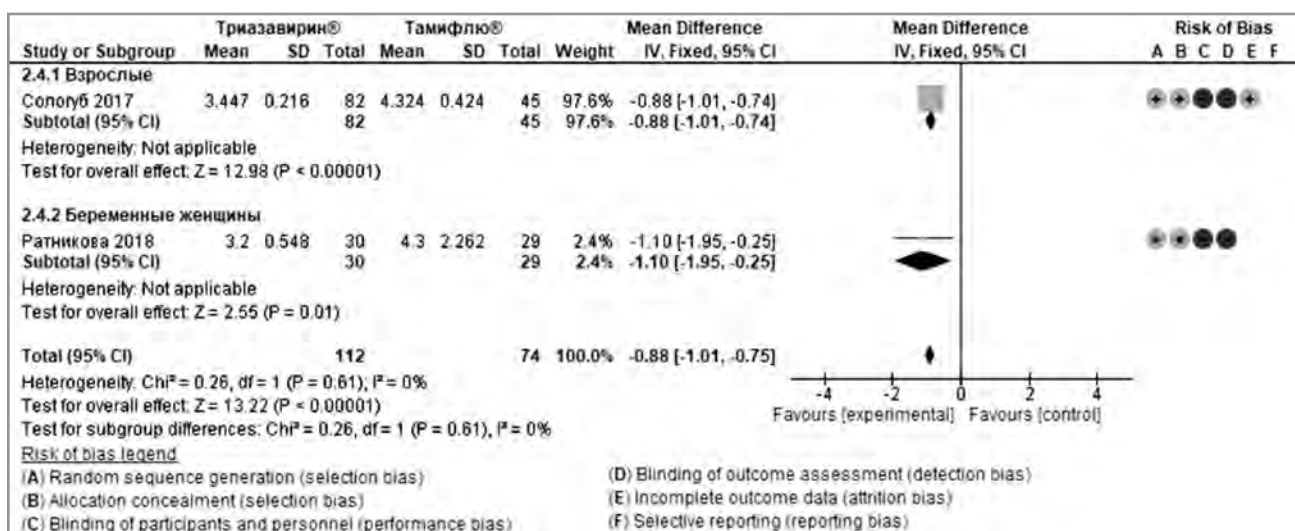 Триазавирин® Тамифлю® Mean Difference Mean Difference Risk of Bias
Study or Subgroup Mean SD Total Mean SD Total Weight IV, Fixed, 95% CI IV, Fixed, 95% CI A B C D E F
2.4.1 Взрослые
Сологуб 2017 3.447 0.216 82 4.324 0.424 45 97.6% -0.88 [-1.01, -0.74]
Subtotal (95% CI) 82 45 97.6% -0.88 [-1.01, -0.74]
Heterogeneity: Not applicable
Test for overall effect: Z = 12.98 (P < 0.00001)
2.4.2 Беременные женщины
Ратникова 2018 3.2 0.548 30 4.3 2.262 29 2.4% -1.10 [-1.95, -0.25]
Subtotal (95% CI) 30 29 2.4% -1.10 [-1.95, -0.25]
Heterogeneity: Not applicable
Test for overall effect: Z = 2.55 (P = 0.01)
Total (95% CI) 112 74 100.0% -0.88 [-1.01, -0.75]
Heterogeneity: Chi² = 0.26, df = 1 (P = 0.61); I² = 0%
Test for overall effect: Z = 13.22 (P < 0.00001)
Test for subgroup differences: Chi² = 0.26, df = 1 (P = 0.61), I² = 0%
-4 -2 0 2 4
Favours [experimental] Favours [control]
Risk of bias legend
(A) Random sequence generation (selection bias)
(B) Allocation concealment (selection bias)
(C) Blinding of participants and personnel (performance bias)
(D) Blinding of outcome assessment (detection bias)
(E) Incomplete outcome data (attrition bias)
(F) Selective reporting (reporting bias)